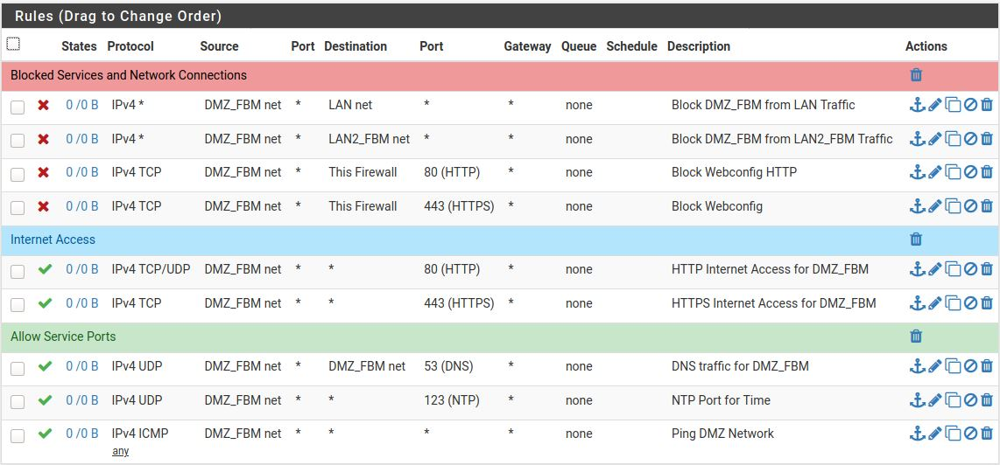 Rules (Drag to Change Order)
States Protocol Source Port Destination Port Gateway Queue Schedule Description Actions
Blocked Services and Network Connections
0 /0 B IPv4 * DMZ_FBM net * LAN net * * none Block DMZ_FBM from LAN Traffic
0 /0 B IPv4 * DMZ_FBM net * LAN2_FBM net * * none Block DMZ_FBM from LAN2_FBM Traffic
0 /0 B IPv4 TCP DMZ_FBM net * This Firewall 80 (HTTP) * none Block Webconfig HTTP
0 /0 B IPv4 TCP DMZ_FBM net * This Firewall 443 (HTTPS) * none Block Webconfig
Internet Access
0 /0 B IPv4 TCP/UDP DMZ_FBM net * * 80 (HTTP) * none HTTP Internet Access for DMZ_FBM
0 /0 B IPv4 TCP DMZ_FBM net * * 443 (HTTPS) * none HTTPS Internet Access for DMZ_FBM
Allow Service Ports
0 /0 B IPv4 UDP DMZ_FBM net * DMZ_FBM net 53 (DNS) * none DNS traffic for DMZ_FBM
0 /0 B IPv4 UDP DMZ_FBM net * * 123 (NTP) * none NTP Port for Time
0 /0 B IPv4 ICMP DMZ_FBM net * * * * none Ping DMZ Network
any